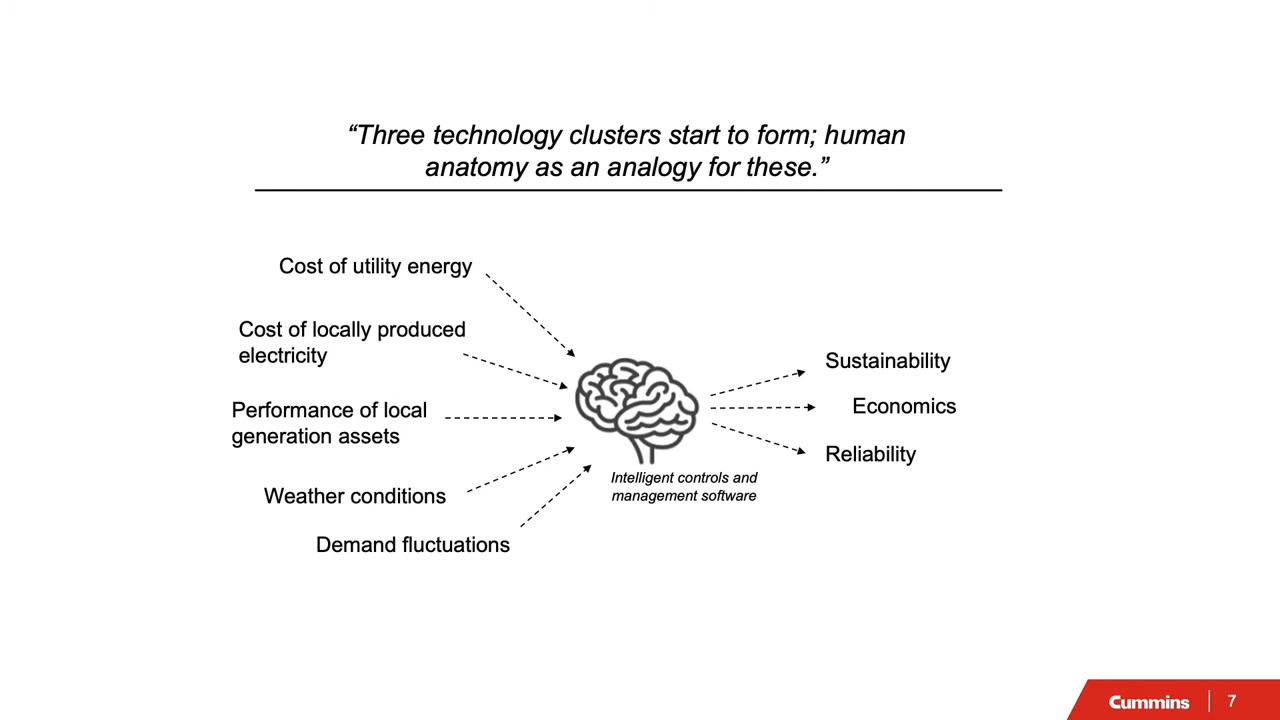 “Three technology clusters start to form; human
anatomy as an analogy for these.”
Cost of utility energy
Cost of locally produced
electricity
Performance of local
generation assets
Weather conditions
Demand fluctuations
Intelligent controls and
management software
Sustainability
Economics
Reliability
Cummins
7